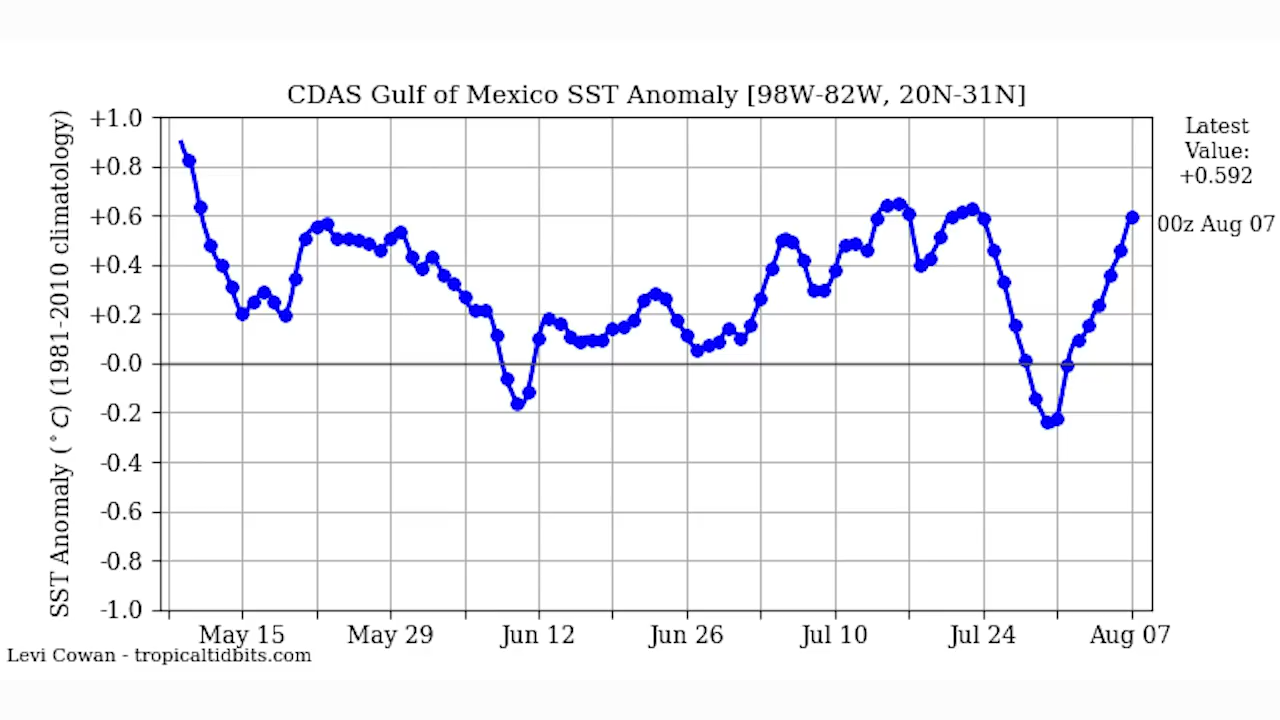 CDAS Gulf of Mexico SST Anomaly [98W-82W, 20N-31N]
SST Anomaly (°C) (1981-2010 climatology)
+1.0
+0.8
+0.6
+0.4
+0.2
-0.0
-0.2
-0.4
-0.6
-0.8
-1.0
May 15 May 29 Jun 12 Jun 26 Jul 10 Jul 24 Aug 07
Latest
Value:
+0.592
00z Aug 07
Levi Cowan - tropicaltidbits.com